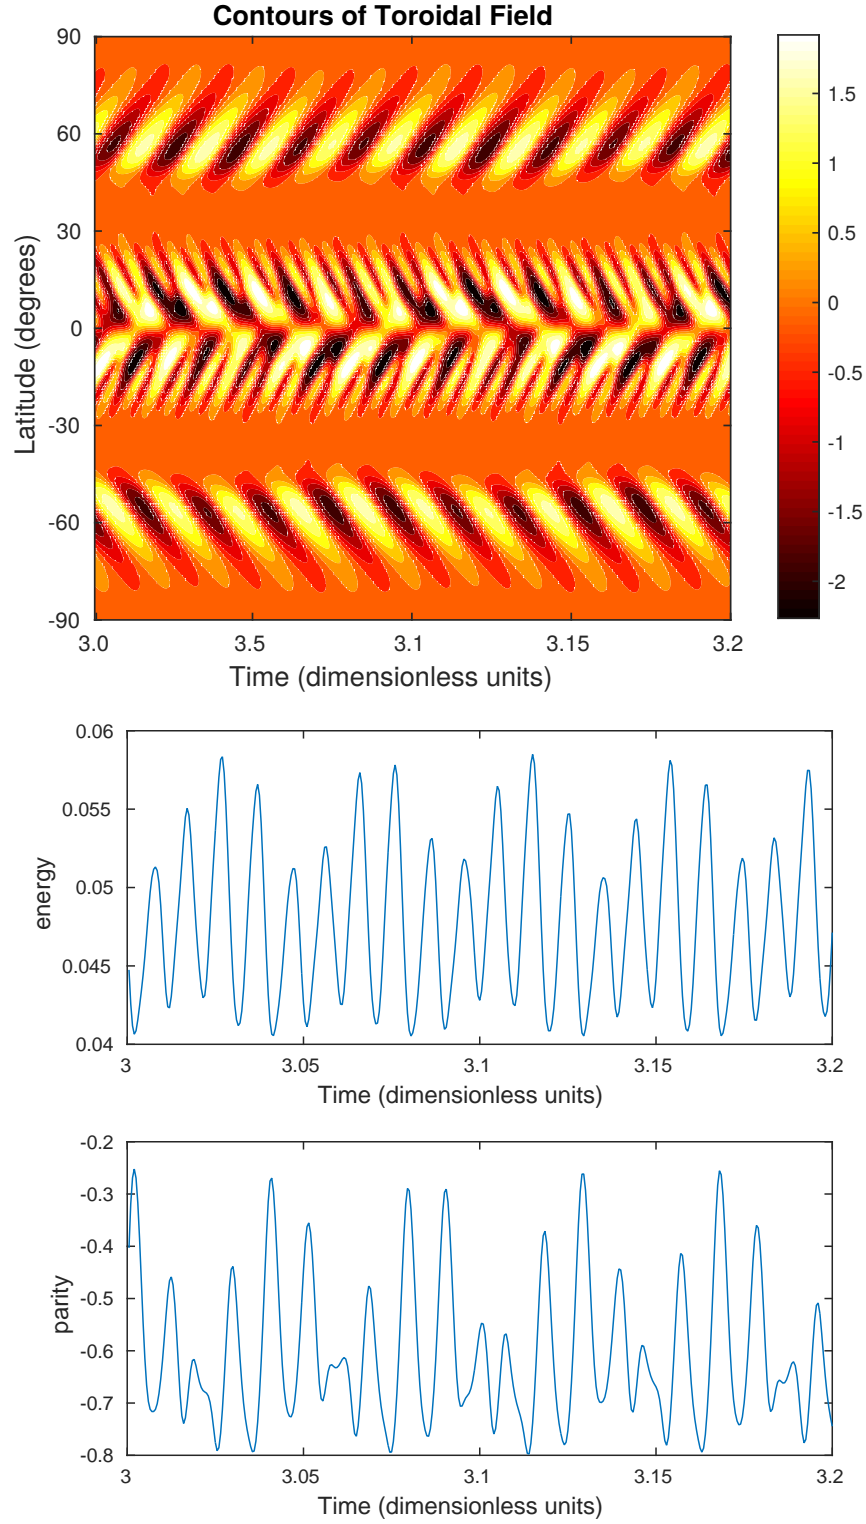 Contours of Toroidal Field
90
60
30
0
-30
-60
-90
Latitude (degrees)
3.0 3.5 3.1 3.15 3.2
Time (dimensionless units)
1.5
1
0.5
0
-0.5
-1
-1.5
-2
0.06
0.055
0.05
0.045
0.04
energy
3 3.05 3.1 3.15 3.2
Time (dimensionless units)
-0.2
-0.3
-0.4
-0.5
-0.6
-0.7
-0.8
parity
3 3.05 3.1 3.15 3.2
Time (dimensionless units)